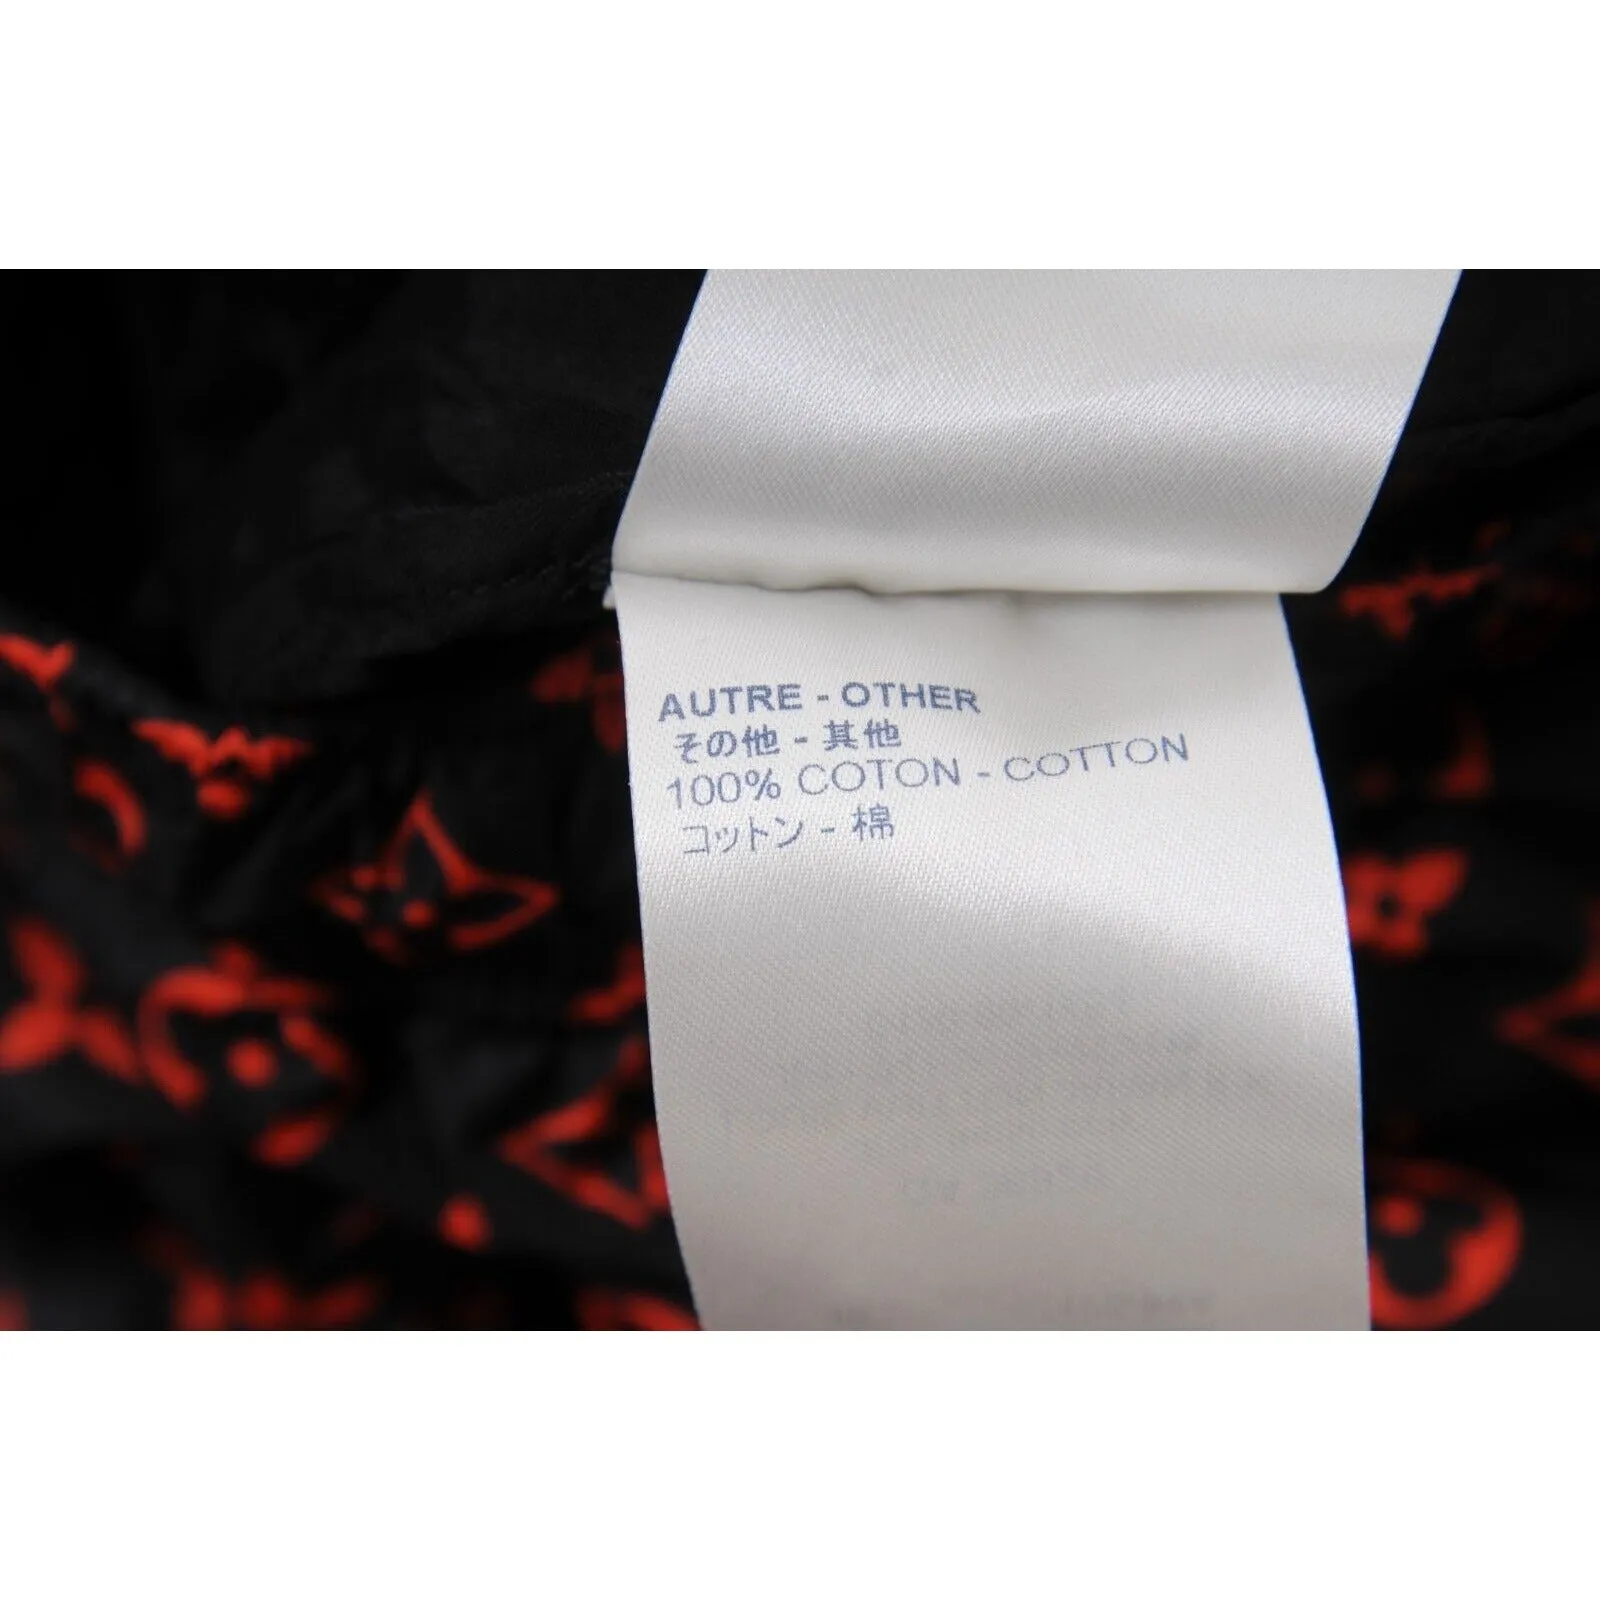 AUTRE - OTHER
その他 - 其他
100% COTON - COTTON
コットン - 棉